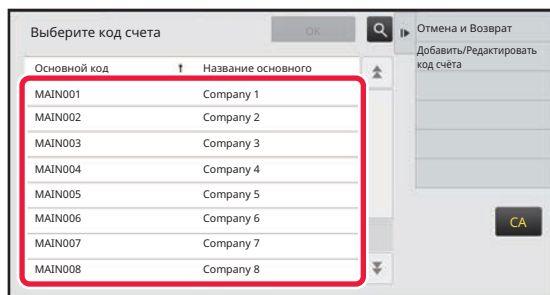 Выберите код счета
OK
Отмена и Возврат
Добавить/Редактировать
код счёта
Основной код ↑ Название основного
MAIN001 Company 1
MAIN002 Company 2
MAIN003 Company 3
MAIN004 Company 4
MAIN005 Company 5
MAIN006 Company 6
MAIN007 Company 7
MAIN008 Company 8
CA